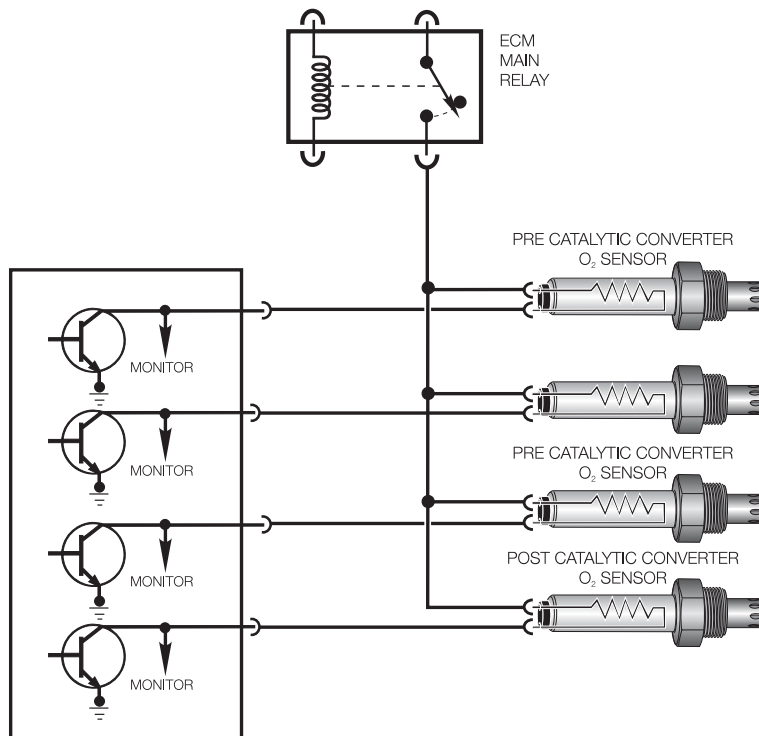 ECM
MAIN
RELAY
PRE CATALYTIC CONVERTER
O₂ SENSOR
MONITOR
MONITOR
PRE CATALYTIC CONVERTER
O₂ SENSOR
MONITOR
POST CATALYTIC CONVERTER
O₂ SENSOR
MONITOR